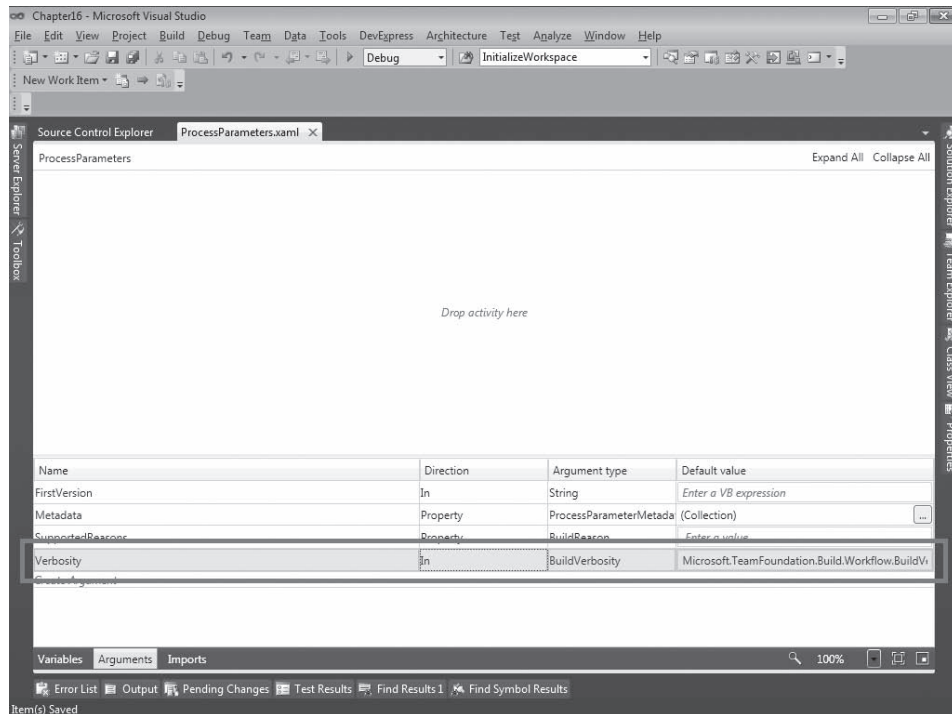 Chapter16 - Microsoft Visual Studio
File Edit View Project Build Debug Team Data Tools DevExpress Architecture Test Analyze Window Help
Debug InitializeWorkspace
New Work Item
Source Control Explorer ProcessParameters.xaml
Server Explorer
Toolbox
ProcessParameters Expand All Collapse All
Solution Explorer
Team Explorer
Class View
Properties
Drop activity here
Name Direction Argument type Default value
FirstVersion In String Enter a VB expression
Metadata Property ProcessParameterMetada (Collection) ...
SupportedReasons Property BuildReason Enter a value
Verbosity In BuildVerbosity Microsoft.TeamFoundation.Build.Workflow.BuildV
Create Argument
Variables Arguments Imports 100%
Error List Output Pending Changes Test Results Find Results 1 Find Symbol Results
Item(s) Saved